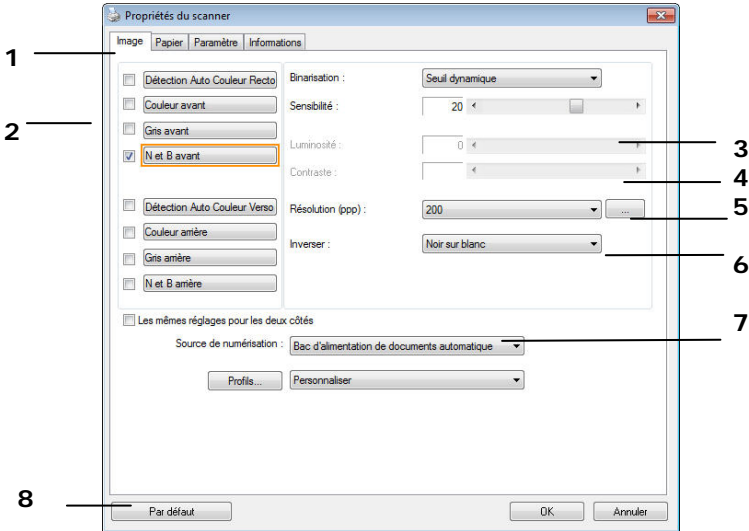 Propriétés du scanner
Image Papier Paramètre Informations
1
Détection Auto Couleur Recto
Binarisation : Seuil dynamique
Couleur avant
Sensibilité : 20
2
Gris avant
Luminosité : 0
3
N et B avant
Contraste :
4
Détection Auto Couleur Verso
Résolution (ppp) : 200 ...
5
Couleur arrière
Inverser : Noir sur blanc
6
Gris arrière
N et B arrière
Les mêmes réglages pour les deux côtés
7
Source de numérisation : Bac d'alimentation de documents automatique
Profils... Personnaliser
8
Par défaut OK Annuler